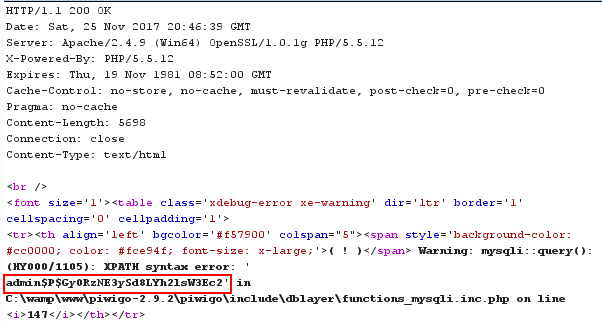 HTTP/1.1 200 OK
Date: Sat, 25 Nov 2017 20:46:39 GMT
Server: Apache/2.4.9 (Win64) OpenSSL/1.0.1g PHP/5.5.12
X-Powered-By: PHP/5.5.12
Expires: Thu, 19 Nov 1981 08:52:00 GMT
Cache-Control: no-store, no-cache, must-revalidate, post-check=0, pre-check=0
Pragma: no-cache
Content-Length: 5698
Connection: close
Content-Type: text/html
<br />
<font size='1'><table class='xdebug-error xe-warning' dir='ltr' border='1'
cellspacing='0' cellpadding='1'>
<tr><th align='left' bgcolor='#f57900' colspan="5"><span style='background-color:
#cc0000; color: #fce94f; font-size: x-large;'>( ! )</span> Warning: mysqli::query():
(HY000/1105): XPATH syntax error: '
admin$P$Gy0RzNE3ySd8LYh2lsW3Ec2' in
C:\wamp\www\piwigo-2.9.2\piwigo\include\dblayer\functions_mysqli.inc.php on line
<i>147</i></th></tr>